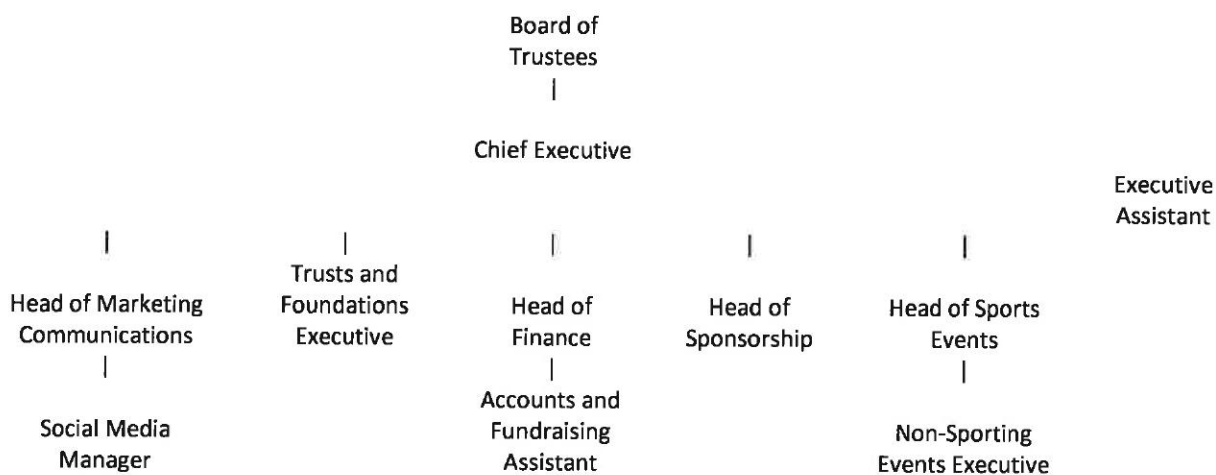 Board of
Trustees
|
Chief Executive
Executive
Assistant
| | | | |
Head of Marketing
Communications
Trusts and
Foundations
Executive
Head of
Finance
Head of
Sponsorship
Head of Sports
Events
| | |
Social Media
Manager
Accounts and
Fundraising
Assistant
Non-Sporting
Events Executive